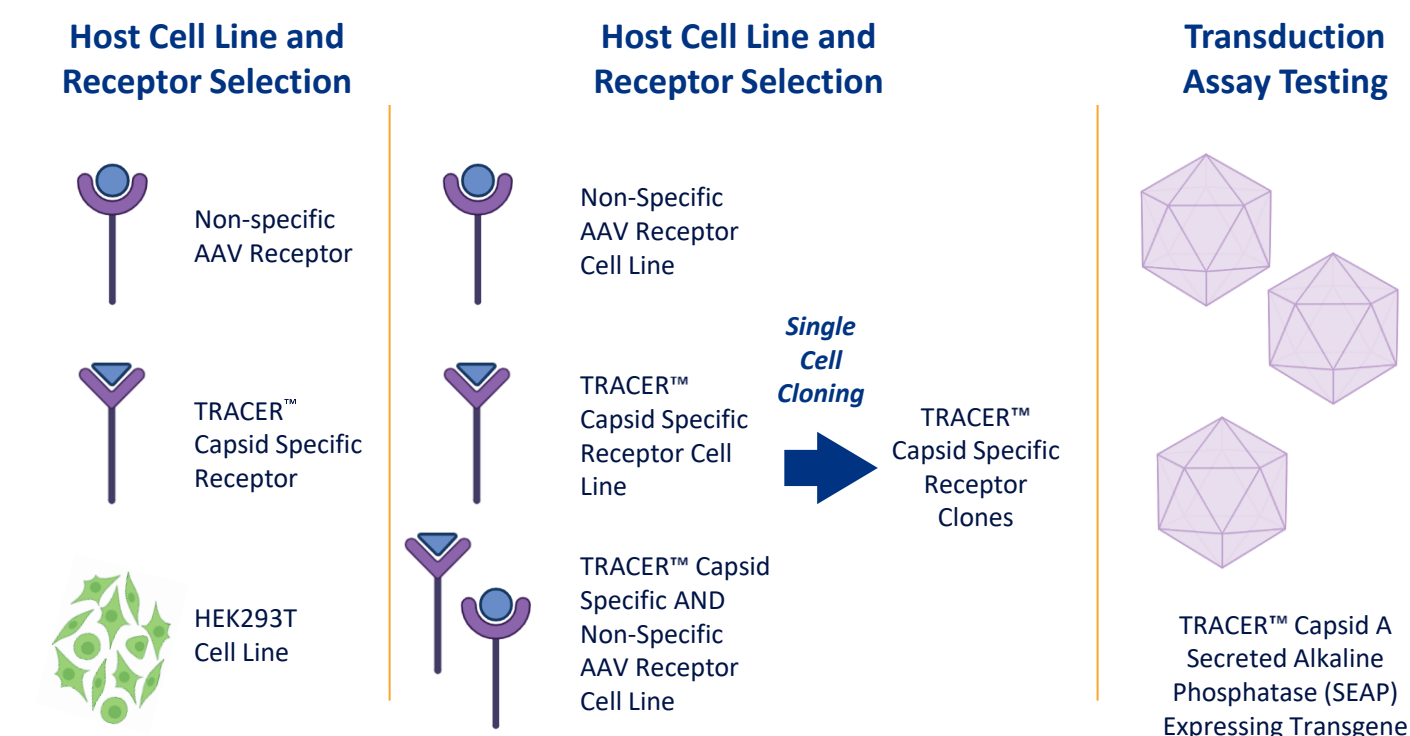 Host Cell Line and
Receptor Selection
Non-specific
AAV Receptor
TRACER™
Capsid Specific
Receptor
HEK293T
Cell Line
Host Cell Line and
Receptor Selection
Non-Specific
AAV Receptor
Cell Line
TRACER™
Capsid Specific
Receptor Cell
Line
Single
Cell
Cloning
TRACER™
Capsid Specific
Receptor
Clones
TRACER™ Capsid
Specific AND
Non-Specific
AAV Receptor
Cell Line
Transduction
Assay Testing
TRACER™ Capsid A
Secreted Alkaline
Phosphatase (SEAP)
Expressing Transgene